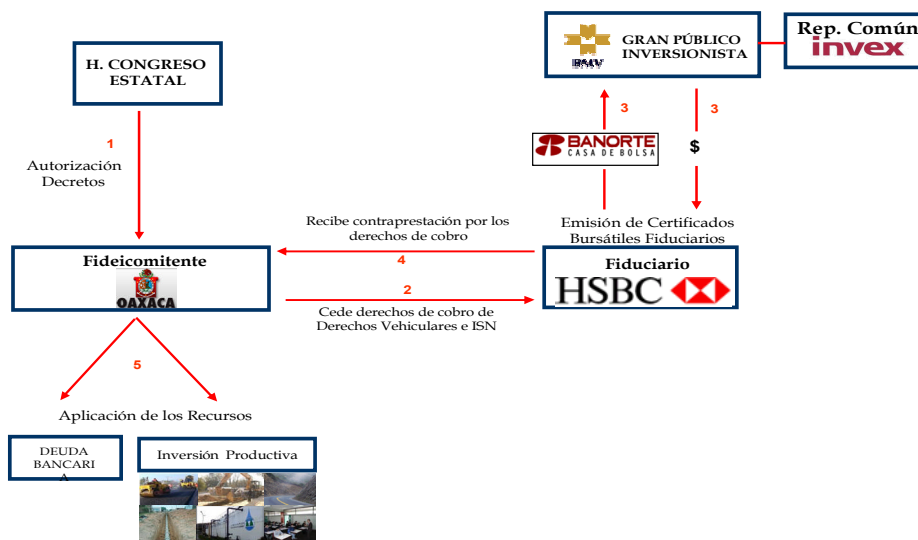 H. CONGRESO
ESTATAL
1
Autorización
Decretos
BMV
GRAN PÚBLICO
INVERSIONISTA
Rep. Común
invex
3
3
BANORTE
CASA DE BOLSA
$
Emisión de Certificados
Bursátiles Fiduciarios
Recibe contraprestación por los
derechos de cobro
4
Fideicomitente
OAXACA
2
Cede derechos de cobro de
Derechos Vehiculares e ISN
Fiduciario
HSBC
5
Aplicación de los Recursos
DEUDA
BANCARI
A
Inversión Productiva